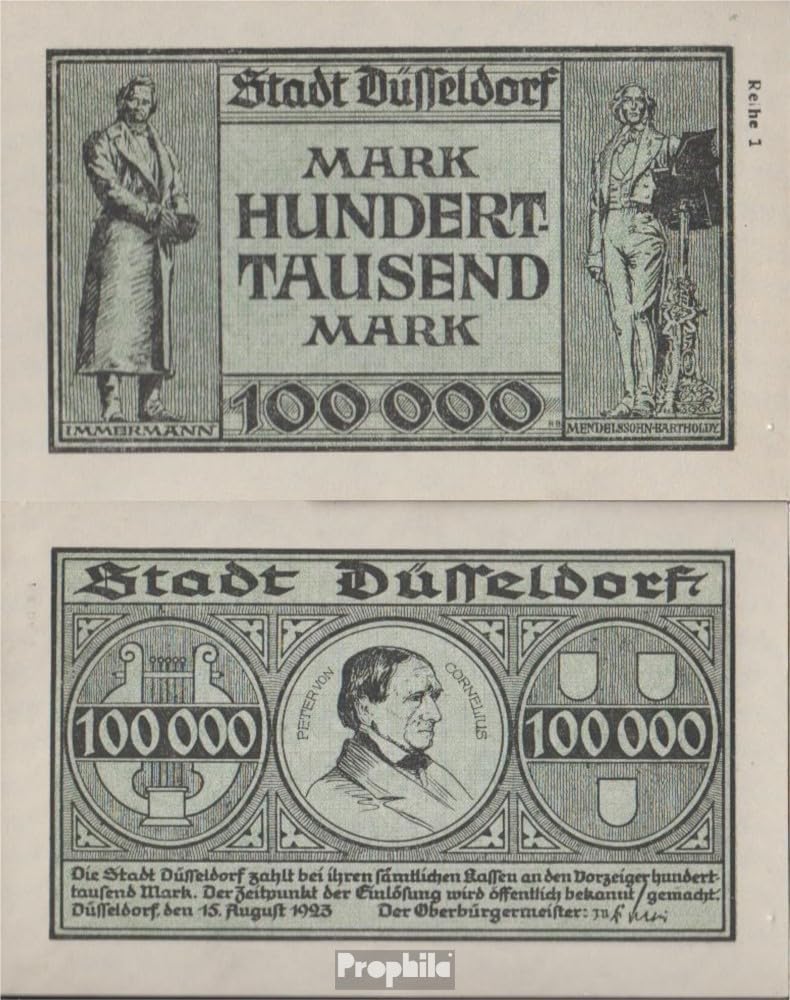 Stadt Düsseldorf
MARK
HUNDERT-
TAUSEND
MARK
100 000
IMMERMANN
MENDELSSOHN-BARTHOLDY
Reihe 1
Stadt Düsseldorf
100 000
PETER VON CORNELIUS
100 000
Die Stadt Düsseldorf zahlt bei ihren sämtlichen Kassen an den Vorzeiger hundert-
tausend Mark. Der Zeitpunkt der Einlösung wird öffentlich bekannt gemacht.
Düsseldorf, den 15. August 1923 Der Oberbürgermeister:
Prophila